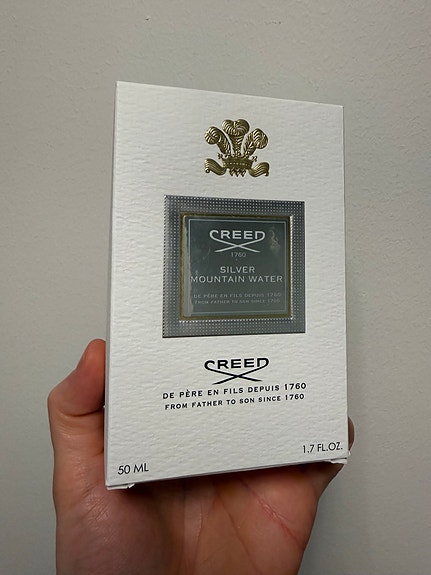 CREED
1760
SILVER
MOUNTAIN WATER
DE PÈRE EN FILS DEPUIS 1760
FROM FATHER TO SON SINCE 1760
CREED
DE PÈRE EN FILS DEPUIS 1760
FROM FATHER TO SON SINCE 1760
50 ML
1.7 FL.OZ.